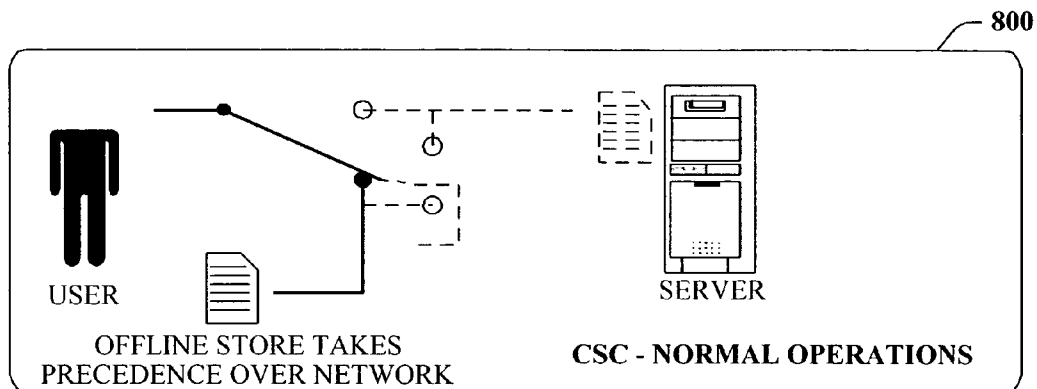 800
USER
SERVER
OFFLINE STORE TAKES
PRECEDENCE OVER NETWORK
CSC - NORMAL OPERATIONS